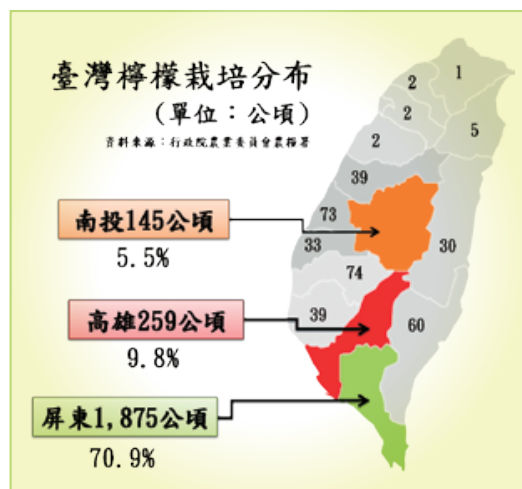 臺灣檸檬栽培分布
(單位：公頃)
資料來源：行政院農業委員會農糧署
1
2
2
5
2
39
73
南投145公頃
5.5%
33
30
74
39
高雄259公頃
9.8%
60
屏東1,875公頃
70.9%